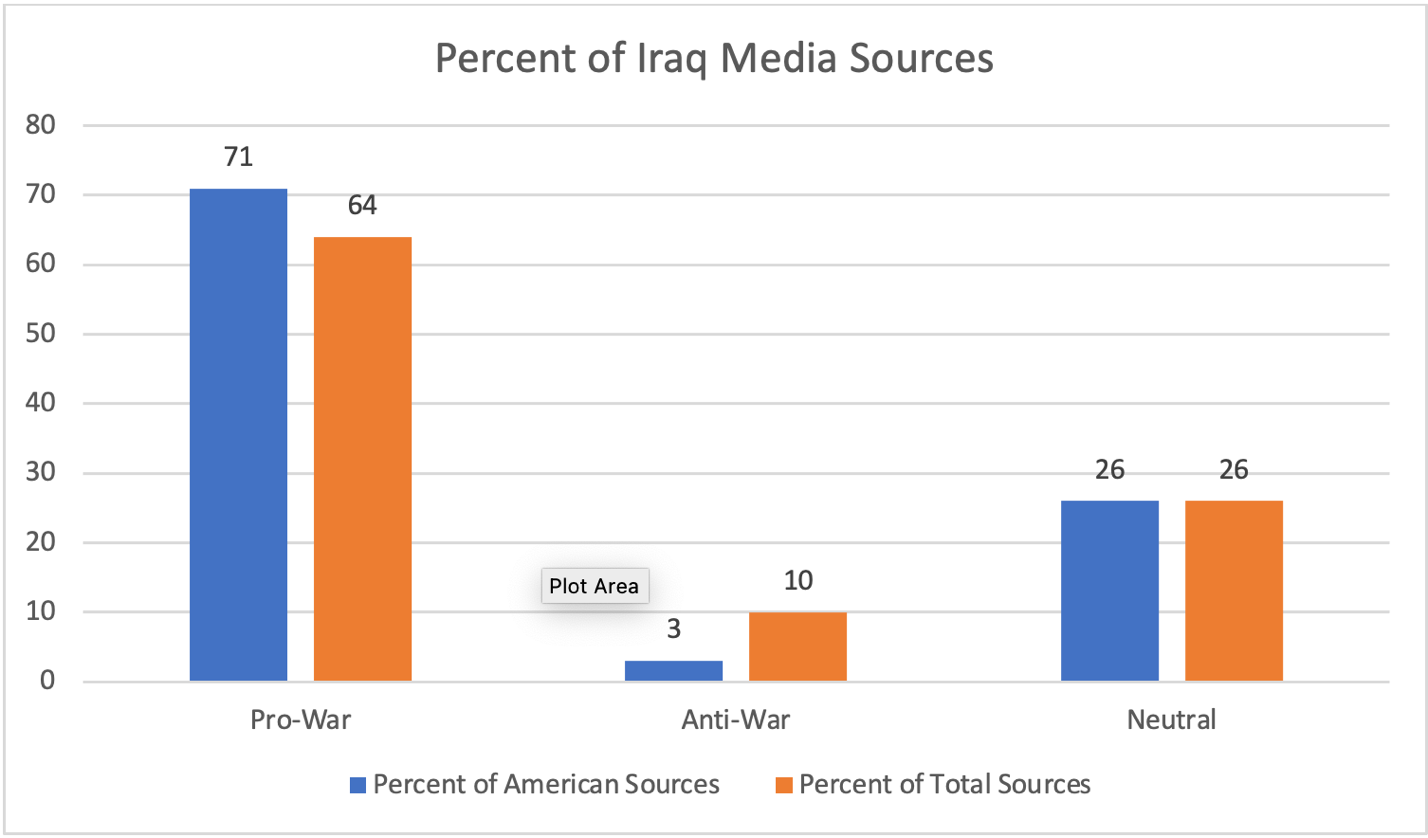 Percent of Iraq Media Sources
80
70
60
50
40
30
20
10
0
71
64
3
10
26
26
Plot Area
Pro-War
Anti-War
Neutral
Percent of American Sources
Percent of Total Sources